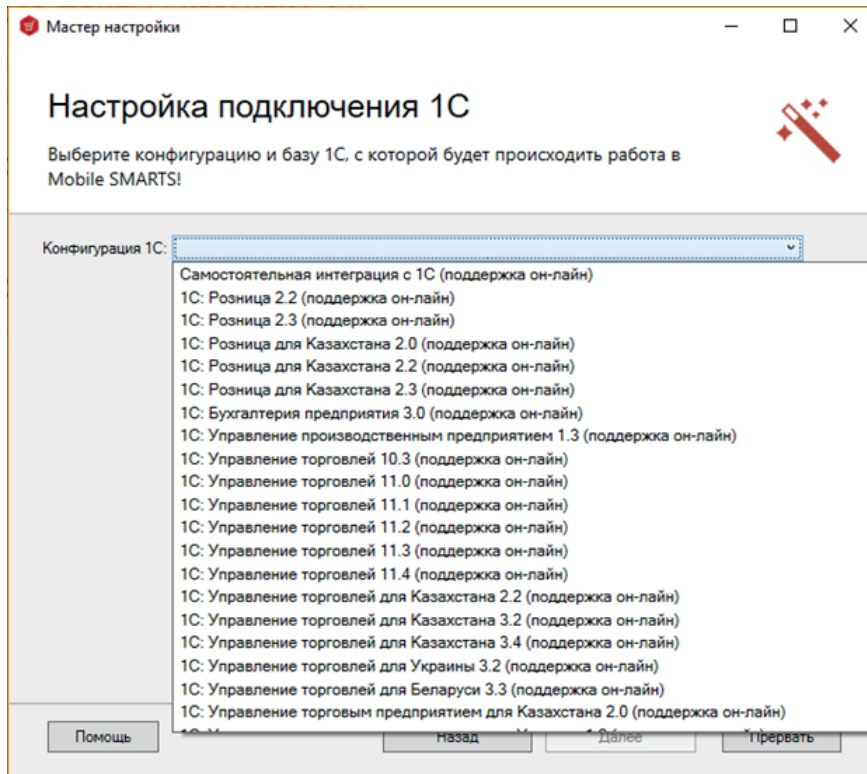 Мастер настройки
Настройка подключения 1С
Выберите конфигурацию и базу 1С, с которой будет происходить работа в
Mobile SMARTS!
Конфигурация 1С:
Самостоятельная интеграция с 1С (поддержка он-лайн)
1С: Розница 2.2 (поддержка он-лайн)
1С: Розница 2.3 (поддержка он-лайн)
1С: Розница для Казахстана 2.0 (поддержка он-лайн)
1С: Розница для Казахстана 2.2 (поддержка он-лайн)
1С: Розница для Казахстана 2.3 (поддержка он-лайн)
1С: Бухгалтерия предприятия 3.0 (поддержка он-лайн)
1С: Управление производственным предприятием 1.3 (поддержка он-лайн)
1С: Управление торговлей 10.3 (поддержка он-лайн)
1С: Управление торговлей 11.0 (поддержка он-лайн)
1С: Управление торговлей 11.1 (поддержка он-лайн)
1С: Управление торговлей 11.2 (поддержка он-лайн)
1С: Управление торговлей 11.3 (поддержка он-лайн)
1С: Управление торговлей 11.4 (поддержка он-лайн)
1С: Управление торговлей для Казахстана 2.2 (поддержка он-лайн)
1С: Управление торговлей для Казахстана 3.2 (поддержка он-лайн)
1С: Управление торговлей для Казахстана 3.4 (поддержка он-лайн)
1С: Управление торговлей для Украины 3.2 (поддержка он-лайн)
1С: Управление торговлей для Беларуси 3.3 (поддержка он-лайн)
1С: Управление торговым предприятием для Казахстана 2.0 (поддержка он-лайн)
Помощь Назад Далее Прервать